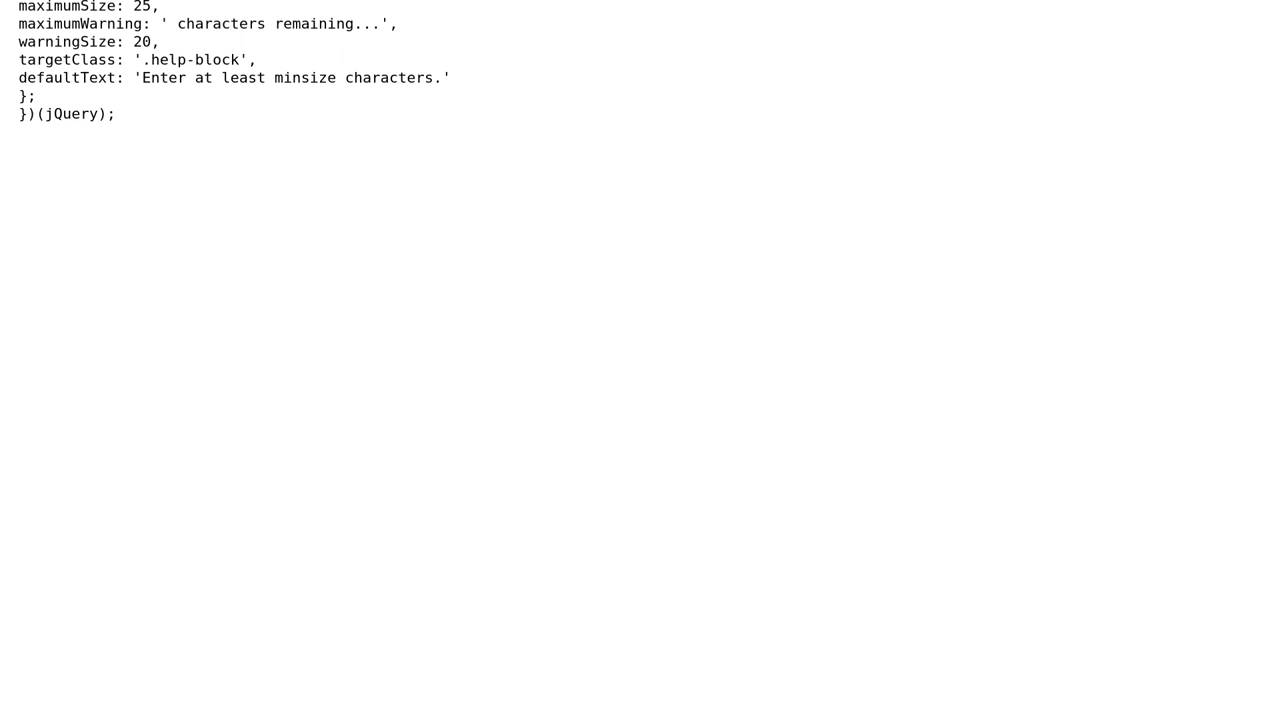 maximumSize: 25,
maximumWarning: ' characters remaining...',
warningSize: 20,
targetClass: '.help-block',
defaultText: 'Enter at least minsize characters.'
};
})(jQuery);